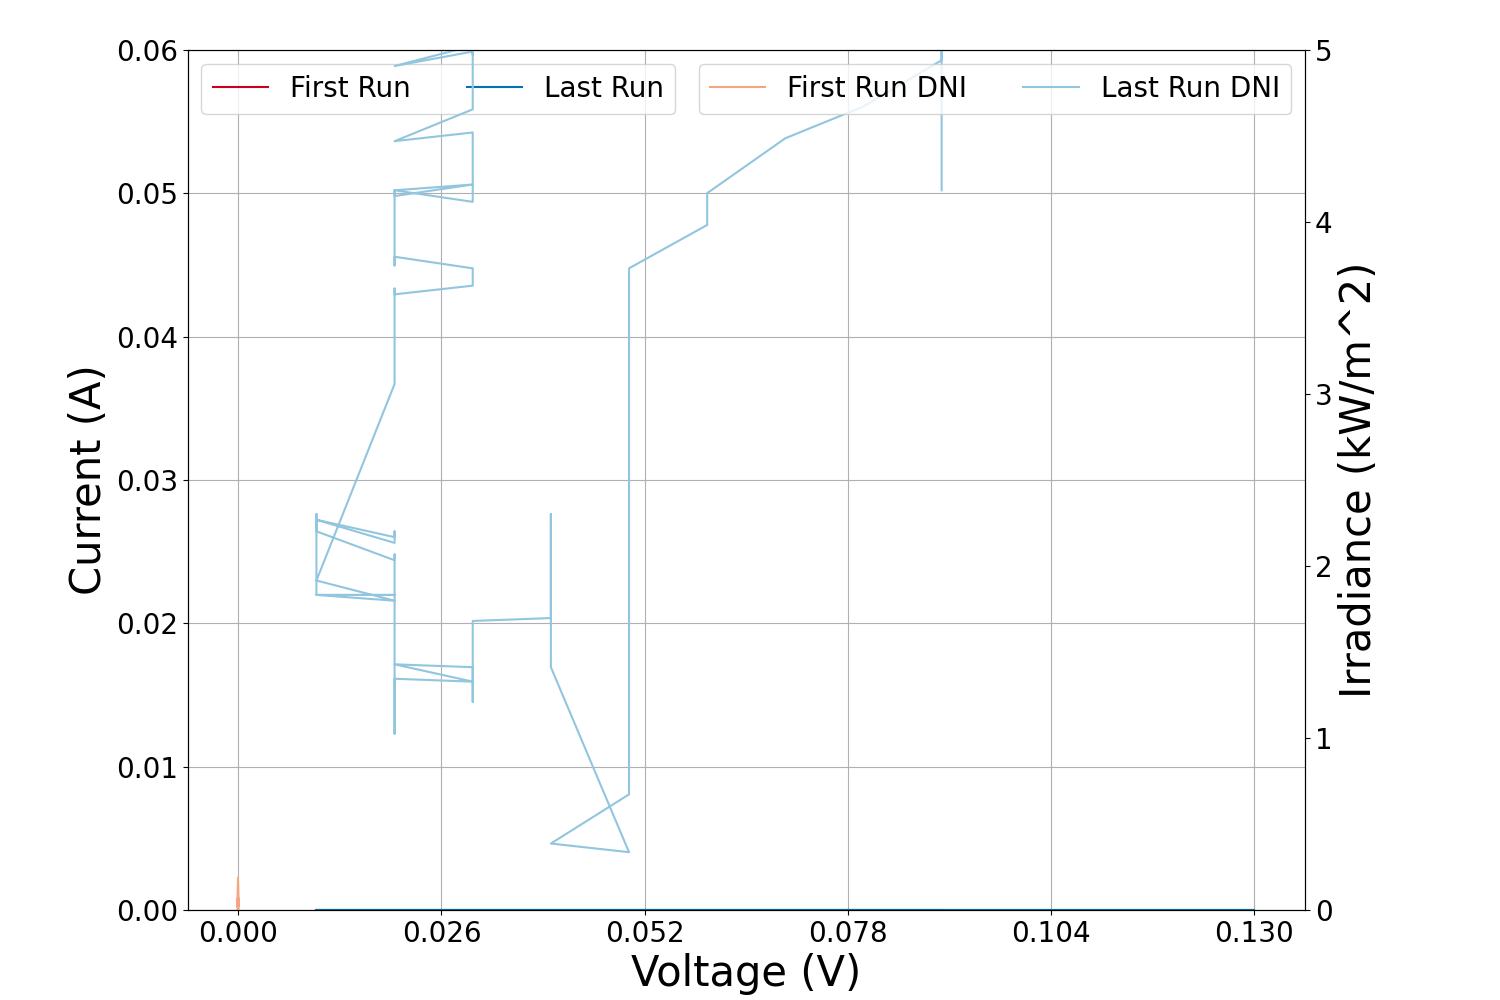 First Run
Last Run
First Run DNI
Last Run DNI
Current (A)
0.06
0.05
0.04
0.03
0.02
0.01
0.00
5
4
3
2
1
0
Irradiance (kW/m^2)
0.000 0.026 0.052 0.078 0.104 0.130
Voltage (V)